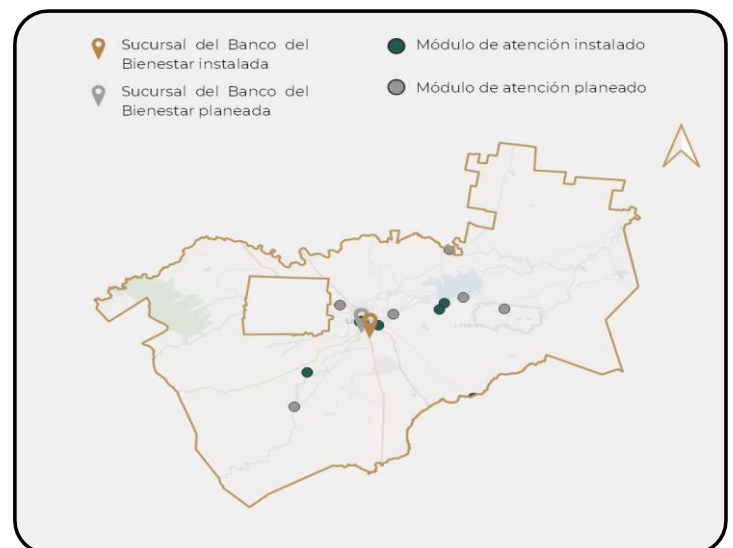 Sucursal del Banco del
Bienestar instalada
Sucursal del Banco del
Bienestar planeada
Módulo de atención instalado
Módulo de atención planeado
Linares